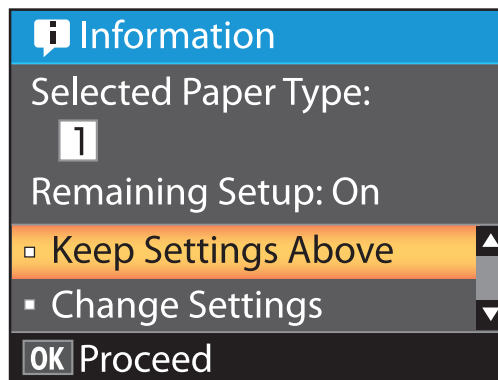 Information
Selected Paper Type:
1
Remaining Setup: On
Keep Settings Above
Change Settings
OK Proceed